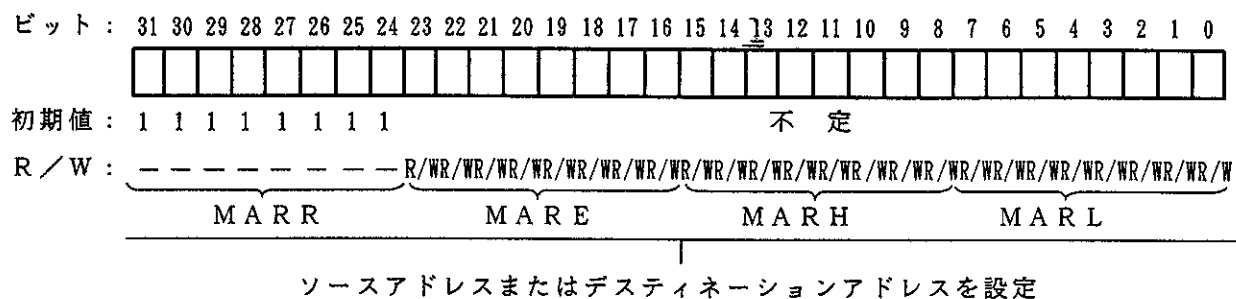 ビット： 31 30 29 28 27 26 25 24 23 22 21 20 19 18 17 16 15 14 13 12 11 10 9 8 7 6 5 4 3 2 1 0
初期値： 1 1 1 1 1 1 1 1 不 定
R／W： － － － － － － － － R/W R/W R/W R/W R/W R/W R/W R/W R/W R/W R/W R/W R/W R/W R/W R/W R/W R/W R/W R/W R/W R/W R/W R/W
MARR MARE MARH MARL
ソースアドレスまたはデスティネーションアドレスを設定